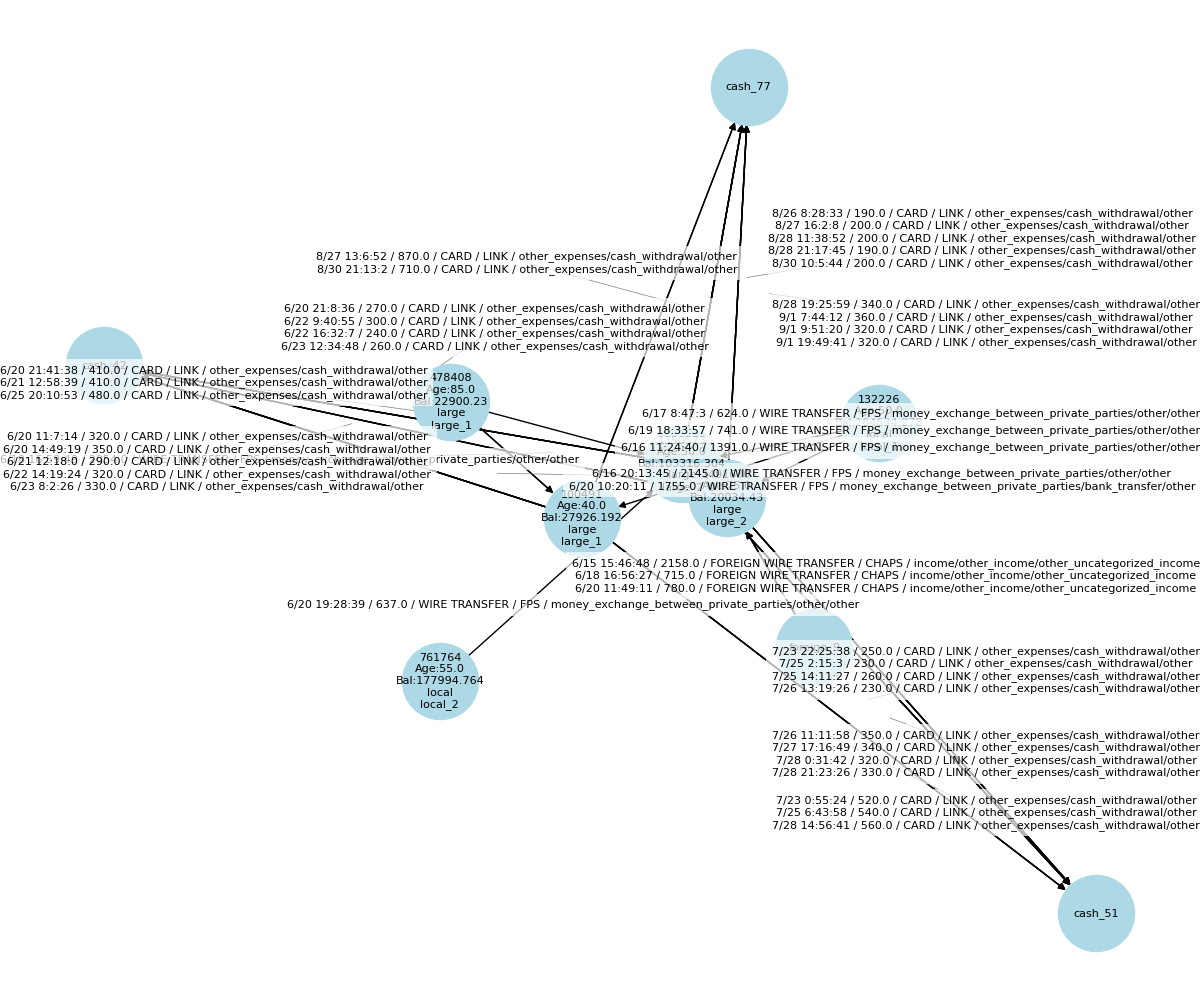 cash_77
8/26 8:28:33 / 190.0 / CARD / LINK / other_expenses/cash_withdrawal/other
8/27 16:2:8 / 200.0 / CARD / LINK / other_expenses/cash_withdrawal/other
8/28 11:38:52 / 200.0 / CARD / LINK / other_expenses/cash_withdrawal/other
8/28 21:17:45 / 190.0 / CARD / LINK / other_expenses/cash_withdrawal/other
8/30 10:5:44 / 200.0 / CARD / LINK / other_expenses/cash_withdrawal/other
8/27 13:6:52 / 870.0 / CARD / LINK / other_expenses/cash_withdrawal/other
8/30 21:13:2 / 710.0 / CARD / LINK / other_expenses/cash_withdrawal/other
8/28 19:25:59 / 340.0 / CARD / LINK / other_expenses/cash_withdrawal/other
9/1 7:44:12 / 360.0 / CARD / LINK / other_expenses/cash_withdrawal/other
9/1 9:51:20 / 320.0 / CARD / LINK / other_expenses/cash_withdrawal/other
9/1 19:49:41 / 320.0 / CARD / LINK / other_expenses/cash_withdrawal/other
6/20 21:8:36 / 270.0 / CARD / LINK / other_expenses/cash_withdrawal/other
6/22 9:40:55 / 300.0 / CARD / LINK / other_expenses/cash_withdrawal/other
6/22 16:32:7 / 240.0 / CARD / LINK / other_expenses/cash_withdrawal/other
6/23 12:34:48 / 260.0 / CARD / LINK / other_expenses/cash_withdrawal/other
cash_42
6/20 21:41:38 / 410.0 / CARD / LINK / other_expenses/cash_withdrawal/other
6/21 12:58:39 / 410.0 / CARD / LINK / other_expenses/cash_withdrawal/other
6/25 20:10:53 / 480.0 / CARD / LINK / other_expenses/cash_withdrawal/other
478408
Age:85.0
Bal:22900.23
large
large_1
132226
6/17 8:47:3 / 624.0 / WIRE TRANSFER / FPS / money_exchange_between_private_parties/other/other
6/19 18:33:57 / 741.0 / WIRE TRANSFER / FPS / money_exchange_between_private_parties/other/other
6/16 11:24:40 / 1391.0 / WIRE TRANSFER / FPS / money_exchange_between_private_parties/other/other
6/20 11:7:14 / 320.0 / CARD / LINK / other_expenses/cash_withdrawal/other
6/20 14:49:19 / 350.0 / CARD / LINK / other_expenses/cash_withdrawal/other
6/21 12:18:0 / 290.0 / CARD / LINK / other_expenses/cash_withdrawal/other
6/22 14:19:24 / 320.0 / CARD / LINK / other_expenses/cash_withdrawal/other
6/23 8:2:26 / 330.0 / CARD / LINK / other_expenses/cash_withdrawal/other
private_parties/other/other
Bal:103316.304
6/16 20:13:45 / 2145.0 / WIRE TRANSFER / FPS / money_exchange_between_private_parties/other/other
6/20 10:20:11 / 1755.0 / WIRE TRANSFER / FPS / money_exchange_between_private_parties/bank_transfer/other
Bal:20034.43
large
large_2
100491
Age:40.0
Bal:27926.192
large
large_1
6/15 15:46:48 / 2158.0 / FOREIGN WIRE TRANSFER / CHAPS / income/other_income/other_uncategorized_income
6/18 16:56:27 / 715.0 / FOREIGN WIRE TRANSFER / CHAPS / income/other_income/other_uncategorized_income
6/20 11:49:11 / 780.0 / FOREIGN WIRE TRANSFER / CHAPS / income/other_income/other_uncategorized_income
6/20 19:28:39 / 637.0 / WIRE TRANSFER / FPS / money_exchange_between_private_parties/other/other
761764
Age:55.0
Bal:177994.764
local
local_2
7/23 22:25:38 / 250.0 / CARD / LINK / other_expenses/cash_withdrawal/other
7/25 2:15:3 / 230.0 / CARD / LINK / other_expenses/cash_withdrawal/other
7/25 14:11:27 / 260.0 / CARD / LINK / other_expenses/cash_withdrawal/other
7/26 13:19:26 / 230.0 / CARD / LINK / other_expenses/cash_withdrawal/other
7/26 11:11:58 / 350.0 / CARD / LINK / other_expenses/cash_withdrawal/other
7/27 17:16:49 / 340.0 / CARD / LINK / other_expenses/cash_withdrawal/other
7/28 0:31:42 / 320.0 / CARD / LINK / other_expenses/cash_withdrawal/other
7/28 21:23:26 / 330.0 / CARD / LINK / other_expenses/cash_withdrawal/other
7/23 0:55:24 / 520.0 / CARD / LINK / other_expenses/cash_withdrawal/other
7/25 6:43:58 / 540.0 / CARD / LINK / other_expenses/cash_withdrawal/other
7/28 14:56:41 / 560.0 / CARD / LINK / other_expenses/cash_withdrawal/other
cash_51